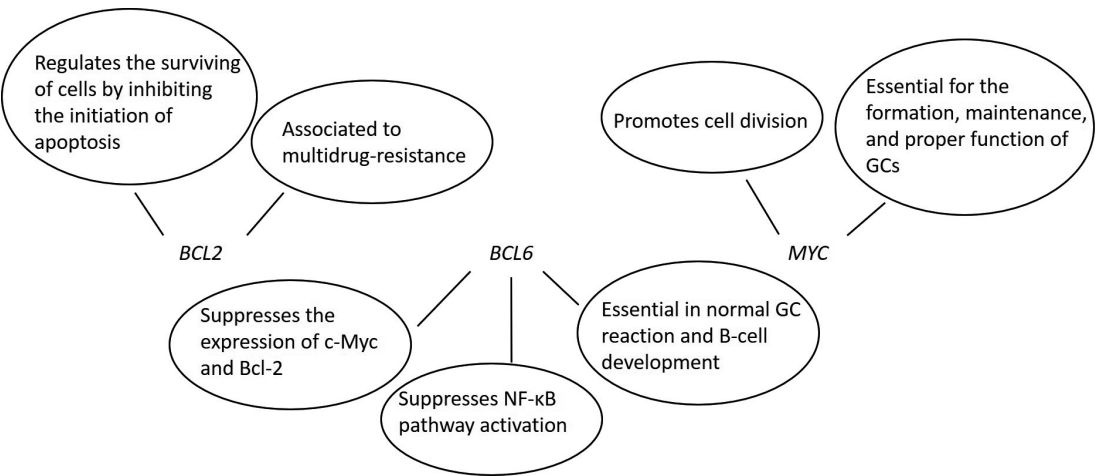 Regulates the surviving
of cells by inhibiting
the initiation of
apoptosis
Associated to
multidrug-resistance
Promotes cell division
Essential for the
formation, maintenance,
and proper function of
GCs
BCL2
BCL6
MYC
Suppresses the
expression of c-Myc
and Bcl-2
Suppresses NF-κB
pathway activation
Essential in normal GC
reaction and B-cell
development